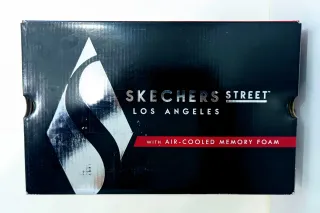 SKECHERS STREET™
LOS ANGELES
WITH AIR-COOLED MEMORY FOAM